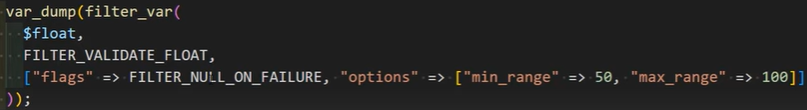 var_dump(filter_var(
$float,
FILTER_VALIDATE_FLOAT,
["flags" => FILTER_NULL_ON_FAILURE, "options" => ["min_range" => 50, "max_range" => 100]]
));